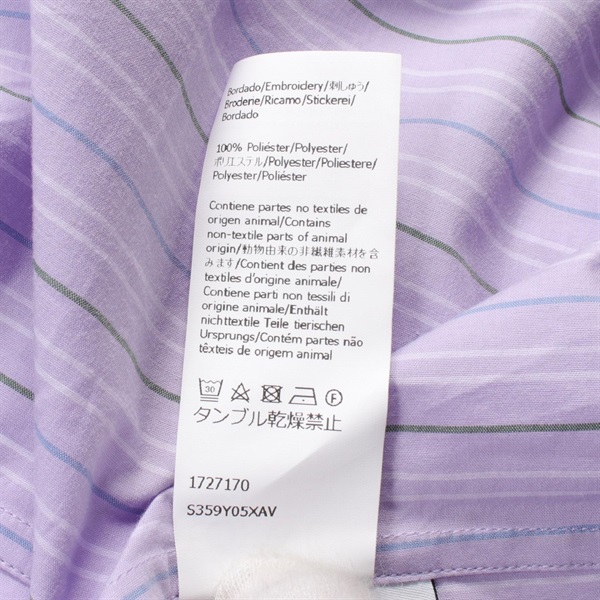 Bordado/Embroidery/刺しゅう/
Broderie/Ricamo/Stickerei/
Bordado
100% Poliéster/Polyester/
ポリエステル/Polyester/Poliestere/
Polyester/Poliéster
Contiene partes no textiles de
origen animal/Contains
non-textile parts of animal
origin/動物由来の非繊維素材を含
みます/Contient des parties non
textiles d'origine animale/
Contiene parti non tessili di
origine animale/Enthält
nichttextile Teile tierischen
Ursprungs/Contém partes não
têxteis de origem animal
30
F
タンブル乾燥禁止
1727170
S359Y05XAV